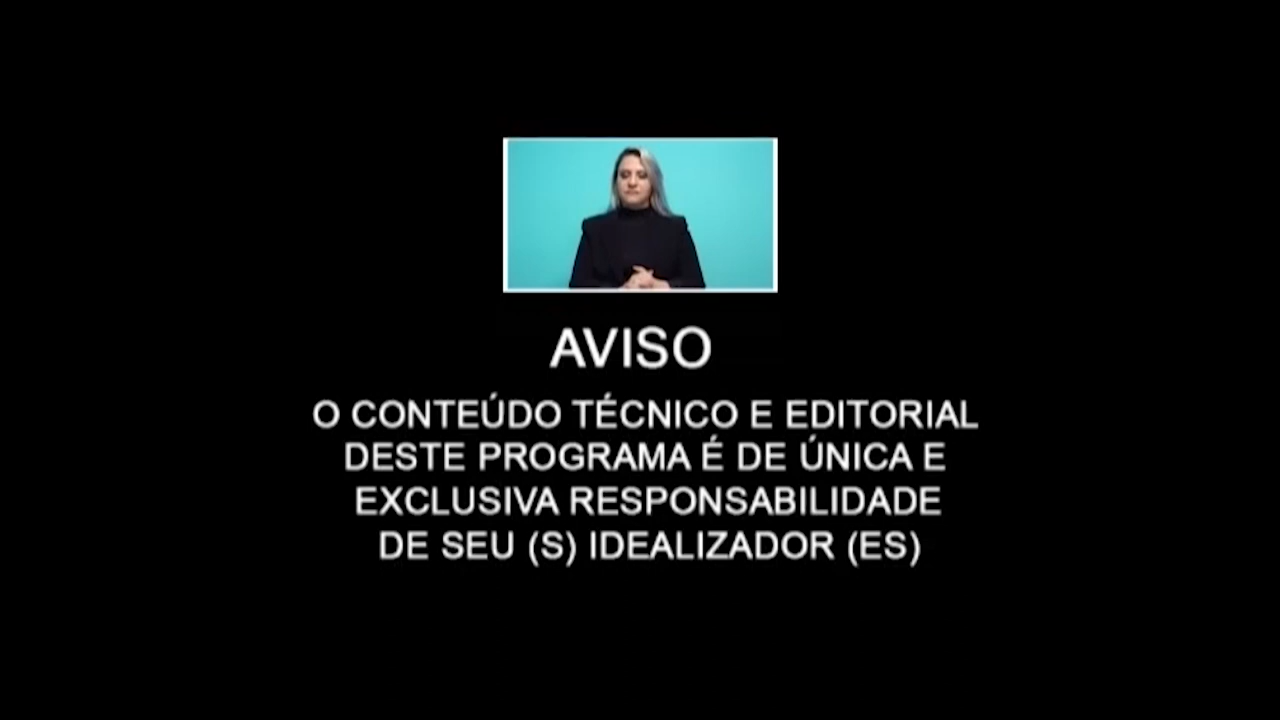 AVISO
O CONTEÚDO TÉCNICO E EDITORIAL
DESTE PROGRAMA É DE ÚNICA E
EXCLUSIVA RESPONSABILIDADE
DE SEU (S) IDEALIZADOR (ES)